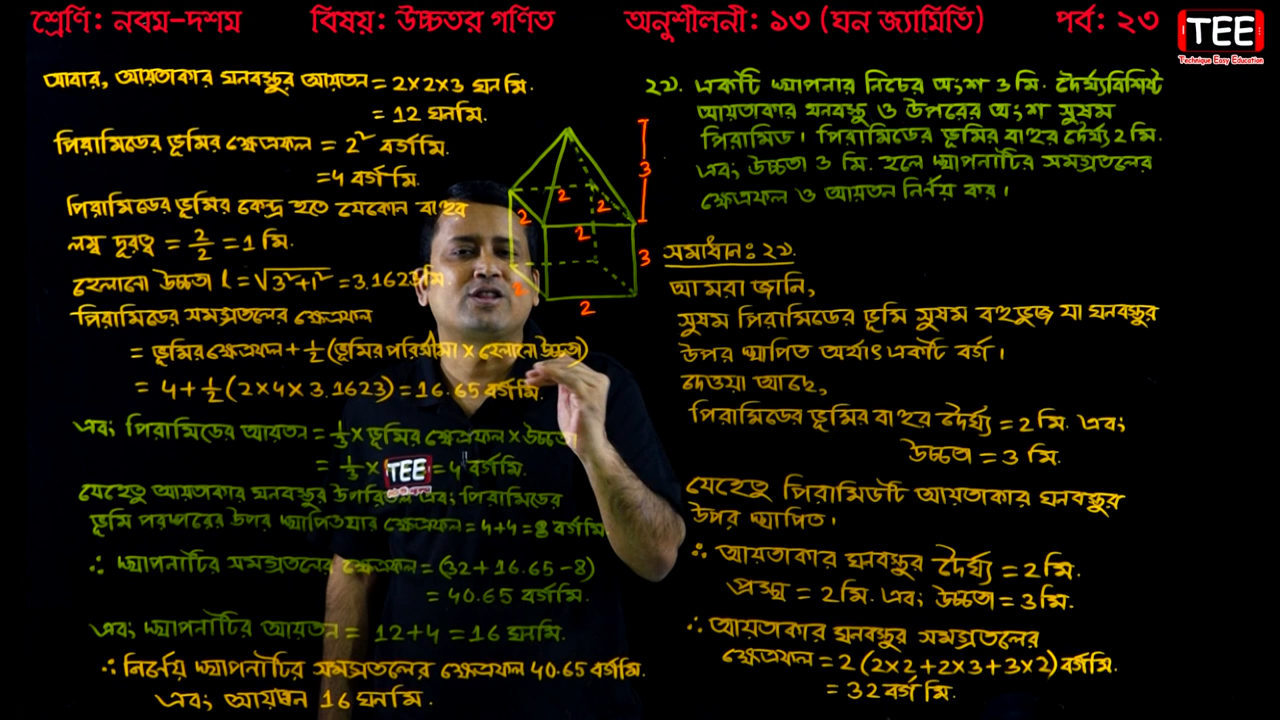 শ্রেণি: নবম-দশম
বিষয়: উচ্চতর গণিত
অনুশীলনী: ১৩ (ঘন জ্যামিতি)
পর্ব: ২৩
TEE
Technique Easy Education
আবার, আয়তাকার ঘনবস্তুর আয়তন = 2×2×3 ঘনমি.
= 12 ঘনমি.
পিরামিডের ভূমির ক্ষেত্রফল = 2² বর্গমি.
=4 বর্গমি.
পিরামিডের ভূমির কেন্দ্র হতে যেকোন বাহুর
লম্ব দূরত্ব = 2/2 = 1 মি.
হেলানো উচ্চতা l = √3²+1² = 3.1623 মি
পিরামিডের সমগ্রতলের ক্ষেত্রফল
= ভূমির ক্ষেত্রফল + 1/2 (ভূমির পরিসীমা × হেলানো উচ্চতা)
= 4 + 1/2 (2×4×3.1623) = 16.65 বর্গমি.
এবং পিরামিডের আয়তন = 1/3 × ভূমির ক্ষেত্রফল × উচ্চতা
= 1/3 × = 4 বর্গমি.
TEE
যেহেতু আয়তাকার ঘনবস্তুর উপরিতল এবং পিরামিডের
ভূমি পরস্পরের উপর স্থাপিত যার ক্ষেত্রফল = 4+4 = 8 বর্গমি
∴ স্থাপনাটির সমগ্রতলের ক্ষেত্রফল = (32 + 16.65 - 8)
= 40.65 বর্গমি.
এবং স্থাপনাটির আয়তন = 12+4 = 16 ঘনমি.
∴ নির্ণেয় স্থাপনাটির সমগ্রতলের ক্ষেত্রফল 40.65 বর্গমি.
এবং আয়তন 16 ঘনমি.
3
2
2
2
2
2
3
2
2
২১. একটি স্থাপনার নিচের অংশ 3 মি. দৈর্ঘ্যবিশিষ্ট
আয়তাকার ঘনবস্তু ও উপরের অংশ সুষম
পিরামিড। পিরামিডের ভূমির বাহুর দৈর্ঘ্য 2 মি.
এবং উচ্চতা ৩ মি. হলে স্থাপনাটির সমগ্রতলের
ক্ষেত্রফল ও আয়তন নির্ণয় কর।
সমাধান: ২১.
আমরা জানি,
সুষম পিরামিডের ভূমি সুষম বহুভুজ যা ঘনবস্তুর
উপর স্থাপিত অর্থাৎ একটি বর্গ।
দেওয়া আছে,
পিরামিডের ভূমির বাহুর দৈর্ঘ্য = 2 মি. এবং
উচ্চতা = 3 মি.
যেহেতু পিরামিডটি আয়তাকার ঘনবস্তুর
উপর স্থাপিত।
∴ আয়তাকার ঘনবস্তুর দৈর্ঘ্য = 2 মি.
প্রস্থ = 2 মি. এবং উচ্চতা = 3 মি.
∴ আয়তাকার ঘনবস্তুর সমগ্রতলের
ক্ষেত্রফল = 2 (2×2 + 2×3 + 3×2) বর্গমি.
= 32 বর্গ মি.